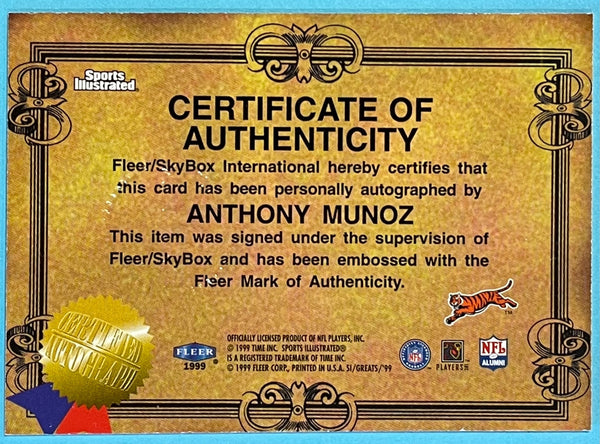 Sports
Illustrated
CERTIFICATE OF
AUTHENTICITY
Fleer/SkyBox International hereby certifies that
this card has been personally autographed by
ANTHONY MUNOZ
This item was signed under the supervision of
Fleer/SkyBox and has been embossed with the
Fleer Mark of Authenticity.
TM
CERTIFIED
AUTOGRAPH
FLEER
1999
OFFICIALLY LICENSED PRODUCT OF NFL PLAYERS, INC.
© 1999 TIME INC. SPORTS ILLUSTRATED®
IS A REGISTERED TRADEMARK OF TIME INC.
© 1999 FLEER CORP., PRINTED IN U.S.A. SI/GREATS/'99
PLAYERS
NFL
ALUMNI